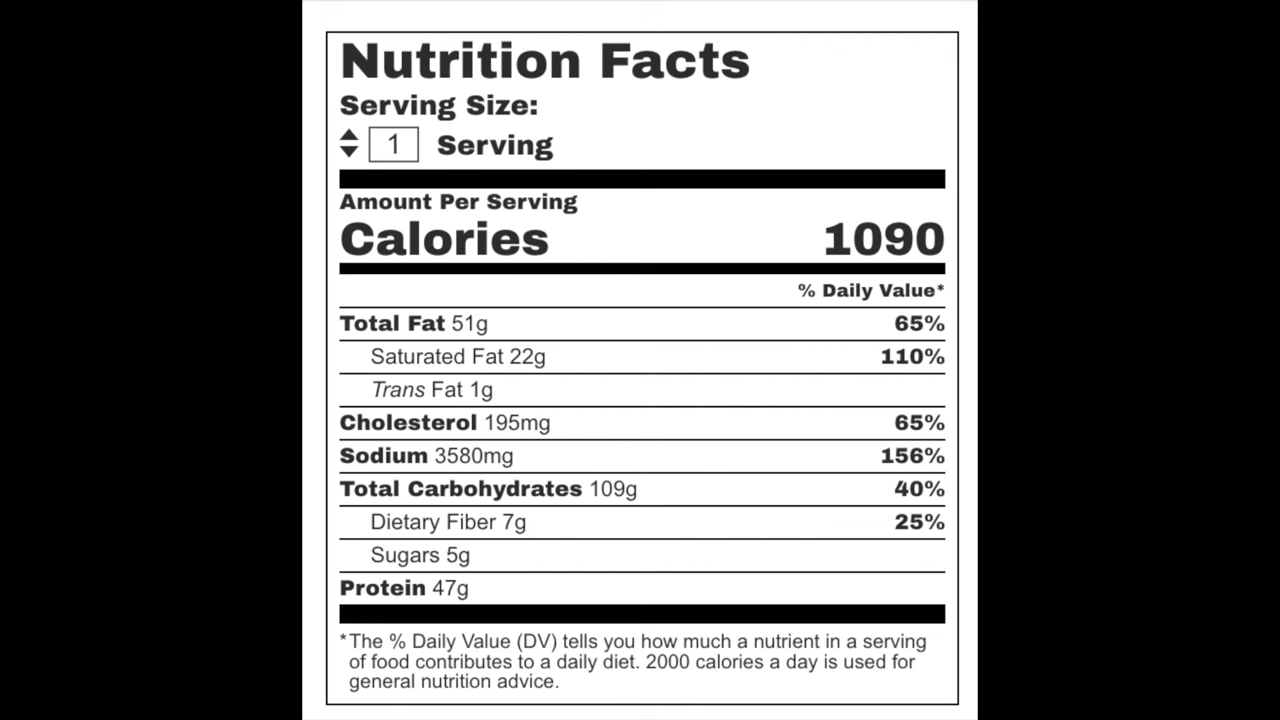 Nutrition Facts
Serving Size:
1 Serving
Amount Per Serving
Calories 1090
% Daily Value*
Total Fat 51g 65%
Saturated Fat 22g 110%
Trans Fat 1g
Cholesterol 195mg 65%
Sodium 3580mg 156%
Total Carbohydrates 109g 40%
Dietary Fiber 7g 25%
Sugars 5g
Protein 47g
*The % Daily Value (DV) tells you how much a nutrient in a serving
of food contributes to a daily diet. 2000 calories a day is used for
general nutrition advice.